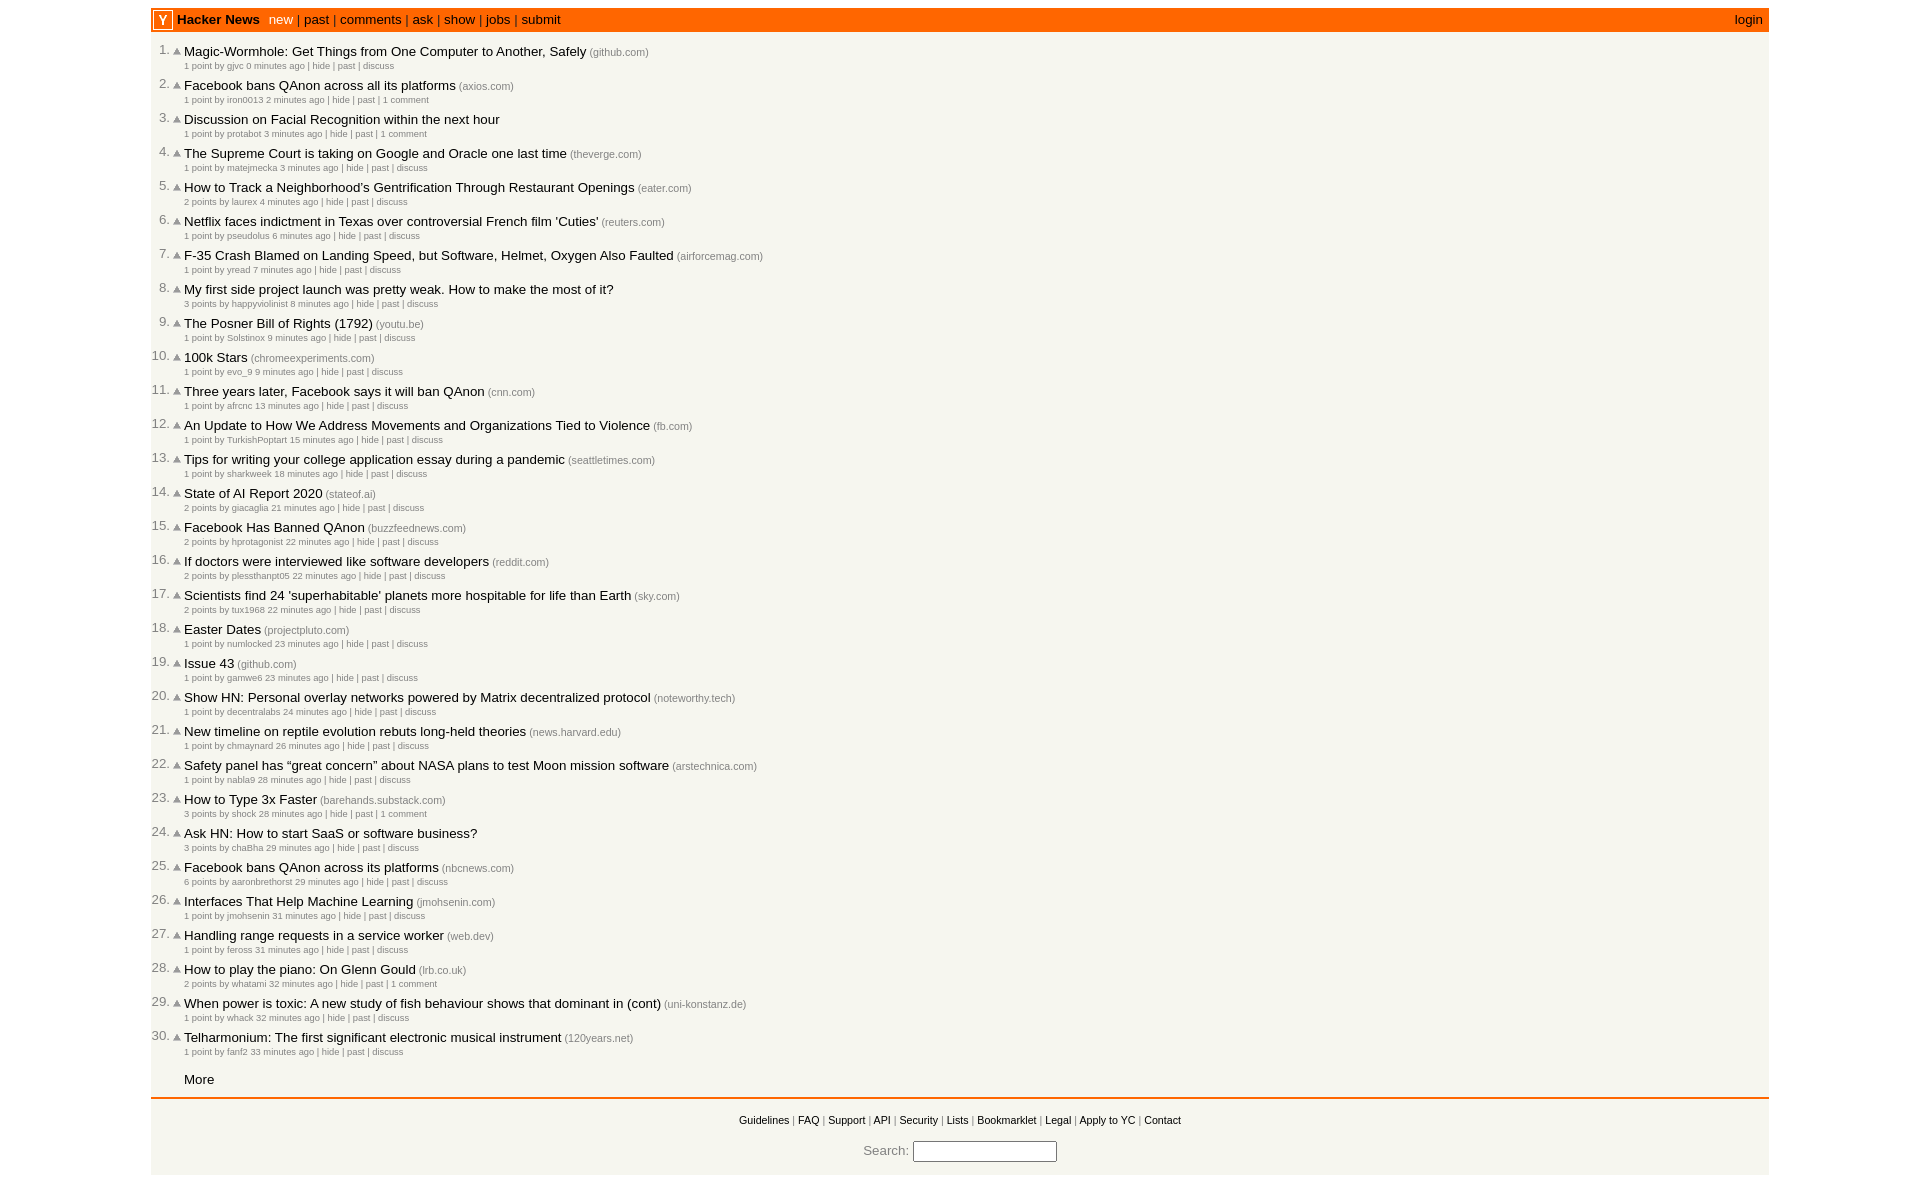 Y Hacker News new | past | comments | ask | show | jobs | submit login
1. Magic-Wormhole: Get Things from One Computer to Another, Safely (github.com)
1 point by gjvc 0 minutes ago | hide | past | discuss
2. Facebook bans QAnon across all its platforms (axios.com)
1 point by iron0013 2 minutes ago | hide | past | 1 comment
3. Discussion on Facial Recognition within the next hour
1 point by protabot 3 minutes ago | hide | past | 1 comment
4. The Supreme Court is taking on Google and Oracle one last time (theverge.com)
1 point by matejmecka 3 minutes ago | hide | past | discuss
5. How to Track a Neighborhood’s Gentrification Through Restaurant Openings (eater.com)
2 points by laurex 4 minutes ago | hide | past | discuss
6. Netflix faces indictment in Texas over controversial French film 'Cuties' (reuters.com)
1 point by pseudolus 6 minutes ago | hide | past | discuss
7. F-35 Crash Blamed on Landing Speed, but Software, Helmet, Oxygen Also Faulted (airforcemag.com)
1 point by yread 7 minutes ago | hide | past | discuss
8. My first side project launch was pretty weak. How to make the most of it?
3 points by happyviolinist 8 minutes ago | hide | past | discuss
9. The Posner Bill of Rights (1792) (youtu.be)
1 point by Solstinox 9 minutes ago | hide | past | discuss
10. 100k Stars (chromeexperiments.com)
1 point by evo_9 9 minutes ago | hide | past | discuss
11. Three years later, Facebook says it will ban QAnon (cnn.com)
1 point by afrcnc 13 minutes ago | hide | past | discuss
12. An Update to How We Address Movements and Organizations Tied to Violence (fb.com)
1 point by TurkishPoptart 15 minutes ago | hide | past | discuss
13. Tips for writing your college application essay during a pandemic (seattletimes.com)
1 point by sharkweek 18 minutes ago | hide | past | discuss
14. State of AI Report 2020 (stateof.ai)
2 points by giacaglia 21 minutes ago | hide | past | discuss
15. Facebook Has Banned QAnon (buzzfeednews.com)
2 points by hprotagonist 22 minutes ago | hide | past | discuss
16. If doctors were interviewed like software developers (reddit.com)
2 points by plessthanpt05 22 minutes ago | hide | past | discuss
17. Scientists find 24 'superhabitable' planets more hospitable for life than Earth (sky.com)
2 points by tux1968 22 minutes ago | hide | past | discuss
18. Easter Dates (projectpluto.com)
1 point by numlocked 23 minutes ago | hide | past | discuss
19. Issue 43 (github.com)
1 point by gamwe6 23 minutes ago | hide | past | discuss
20. Show HN: Personal overlay networks powered by Matrix decentralized protocol (noteworthy.tech)
1 point by decentralabs 24 minutes ago | hide | past | discuss
21. New timeline on reptile evolution rebuts long-held theories (news.harvard.edu)
1 point by chmaynard 26 minutes ago | hide | past | discuss
22. Safety panel has “great concern” about NASA plans to test Moon mission software (arstechnica.com)
1 point by nabla9 28 minutes ago | hide | past | discuss
23. How to Type 3x Faster (barehands.substack.com)
3 points by shock 28 minutes ago | hide | past | 1 comment
24. Ask HN: How to start SaaS or software business?
3 points by chaBha 29 minutes ago | hide | past | discuss
25. Facebook bans QAnon across its platforms (nbcnews.com)
6 points by aaronbrethorst 29 minutes ago | hide | past | discuss
26. Interfaces That Help Machine Learning (jmohsenin.com)
1 point by jmohsenin 31 minutes ago | hide | past | discuss
27. Handling range requests in a service worker (web.dev)
1 point by feross 31 minutes ago | hide | past | discuss
28. How to play the piano: On Glenn Gould (lrb.co.uk)
2 points by whatami 32 minutes ago | hide | past | 1 comment
29. When power is toxic: A new study of fish behaviour shows that dominant in (cont) (uni-konstanz.de)
1 point by whack 32 minutes ago | hide | past | discuss
30. Telharmonium: The first significant electronic musical instrument (120years.net)
1 point by fanf2 33 minutes ago | hide | past | discuss
More
Guidelines | FAQ | Support | API | Security | Lists | Bookmarklet | Legal | Apply to YC | Contact
Search: